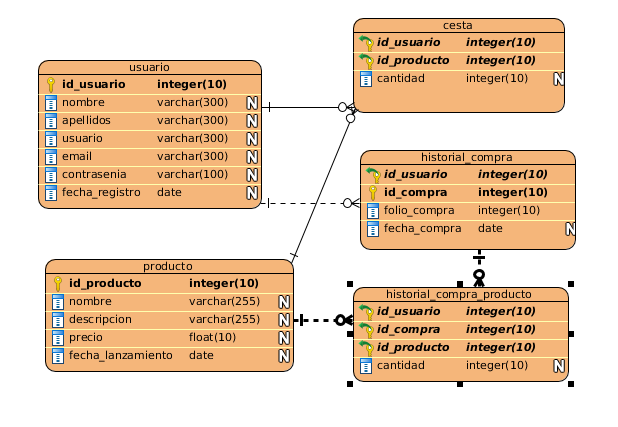 usuario
id_usuario integer(10)
nombre varchar(300) N
apellidos varchar(300) N
usuario varchar(300) N
email varchar(300) N
contrasenia varchar(100) N
fecha_registro date N
cesta
id_usuario integer(10)
id_producto integer(10)
cantidad integer(10) N
historial_compra
id_usuario integer(10)
id_compra integer(10)
folio_compra integer(10)
fecha_compra date N
producto
id_producto integer(10)
nombre varchar(255) N
descripcion varchar(255) N
precio float(10) N
fecha_lanzamiento date N
historial_compra_producto
id_usuario integer(10)
id_compra integer(10)
id_producto integer(10)
cantidad integer(10) N